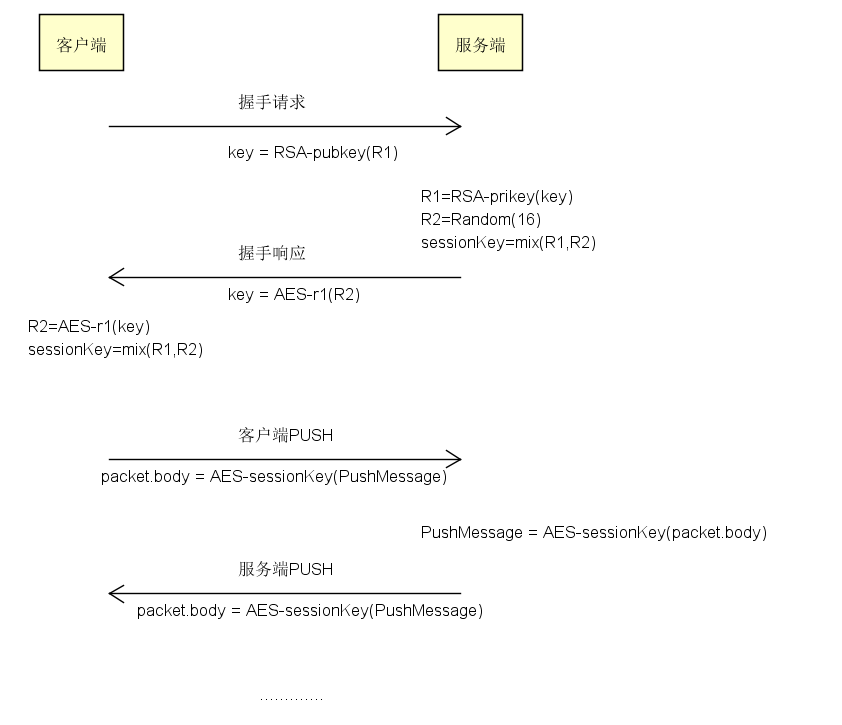 客户端
服务端
握手请求
key = RSA-pubkey(R1)
R1=RSA-prikey(key)
R2=Random(16)
sessionKey=mix(R1,R2)
握手响应
key = AES-r1(R2)
R2=AES-r1(key)
sessionKey=mix(R1,R2)
客户端PUSH
packet.body = AES-sessionKey(PushMessage)
PushMessage = AES-sessionKey(packet.body)
服务端PUSH
packet.body = AES-sessionKey(PushMessage)
.............